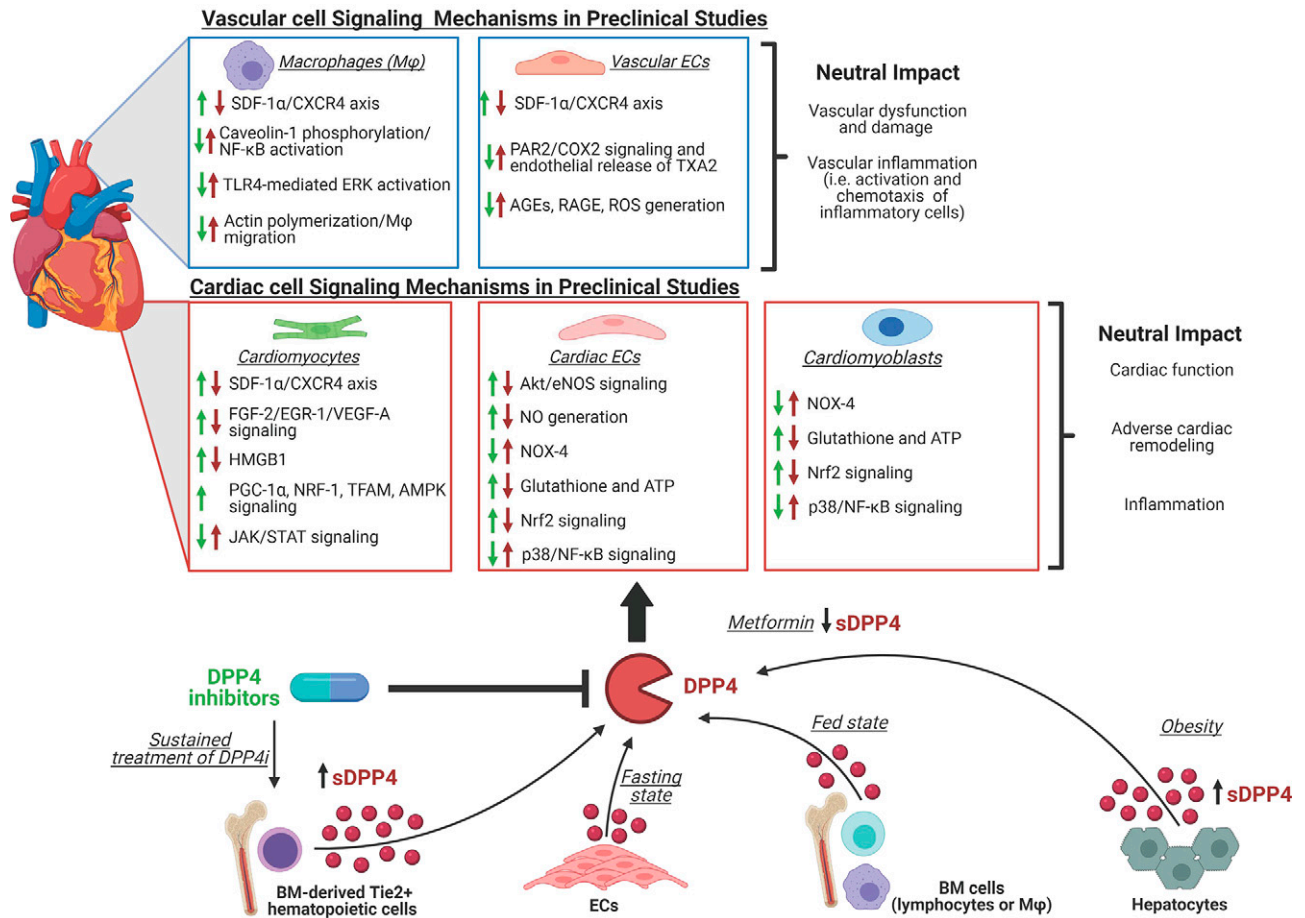 Vascular cell Signaling Mechanisms in Preclinical Studies
Macrophages (Mφ)
SDF-1α/CXCR4 axis
Caveolin-1 phosphorylation/
NF-κB activation
TLR4-mediated ERK activation
Actin polymerization/Mφ
migration
Vascular ECs
SDF-1α/CXCR4 axis
PAR2/COX2 signaling and
endothelial release of TXA2
AGEs, RAGE, ROS generation
Neutral Impact
Vascular dysfunction
and damage
Vascular inflammation
(i.e. activation and
chemotaxis of
inflammatory cells)
Cardiac cell Signaling Mechanisms in Preclinical Studies
Cardiomyocytes
SDF-1α/CXCR4 axis
FGF-2/EGR-1/VEGF-A
signaling
HMGB1
PGC-1α, NRF-1, TFAM, AMPK
signaling
JAK/STAT signaling
Cardiac ECs
Akt/eNOS signaling
NO generation
NOX-4
Glutathione and ATP
Nrf2 signaling
p38/NF-κB signaling
Cardiomyoblasts
NOX-4
Glutathione and ATP
Nrf2 signaling
p38/NF-κB signaling
Neutral Impact
Cardiac function
Adverse cardiac
remodeling
Inflammation
Metformin sDPP4
DPP4
inhibitors
DPP4
Sustained
treatment of DPP4i
sDPP4
Fasting
state
Fed state
Obesity
sDPP4
BM-derived Tie2+
hematopoietic cells
ECs
BM cells
(lymphocytes or Mφ)
Hepatocytes